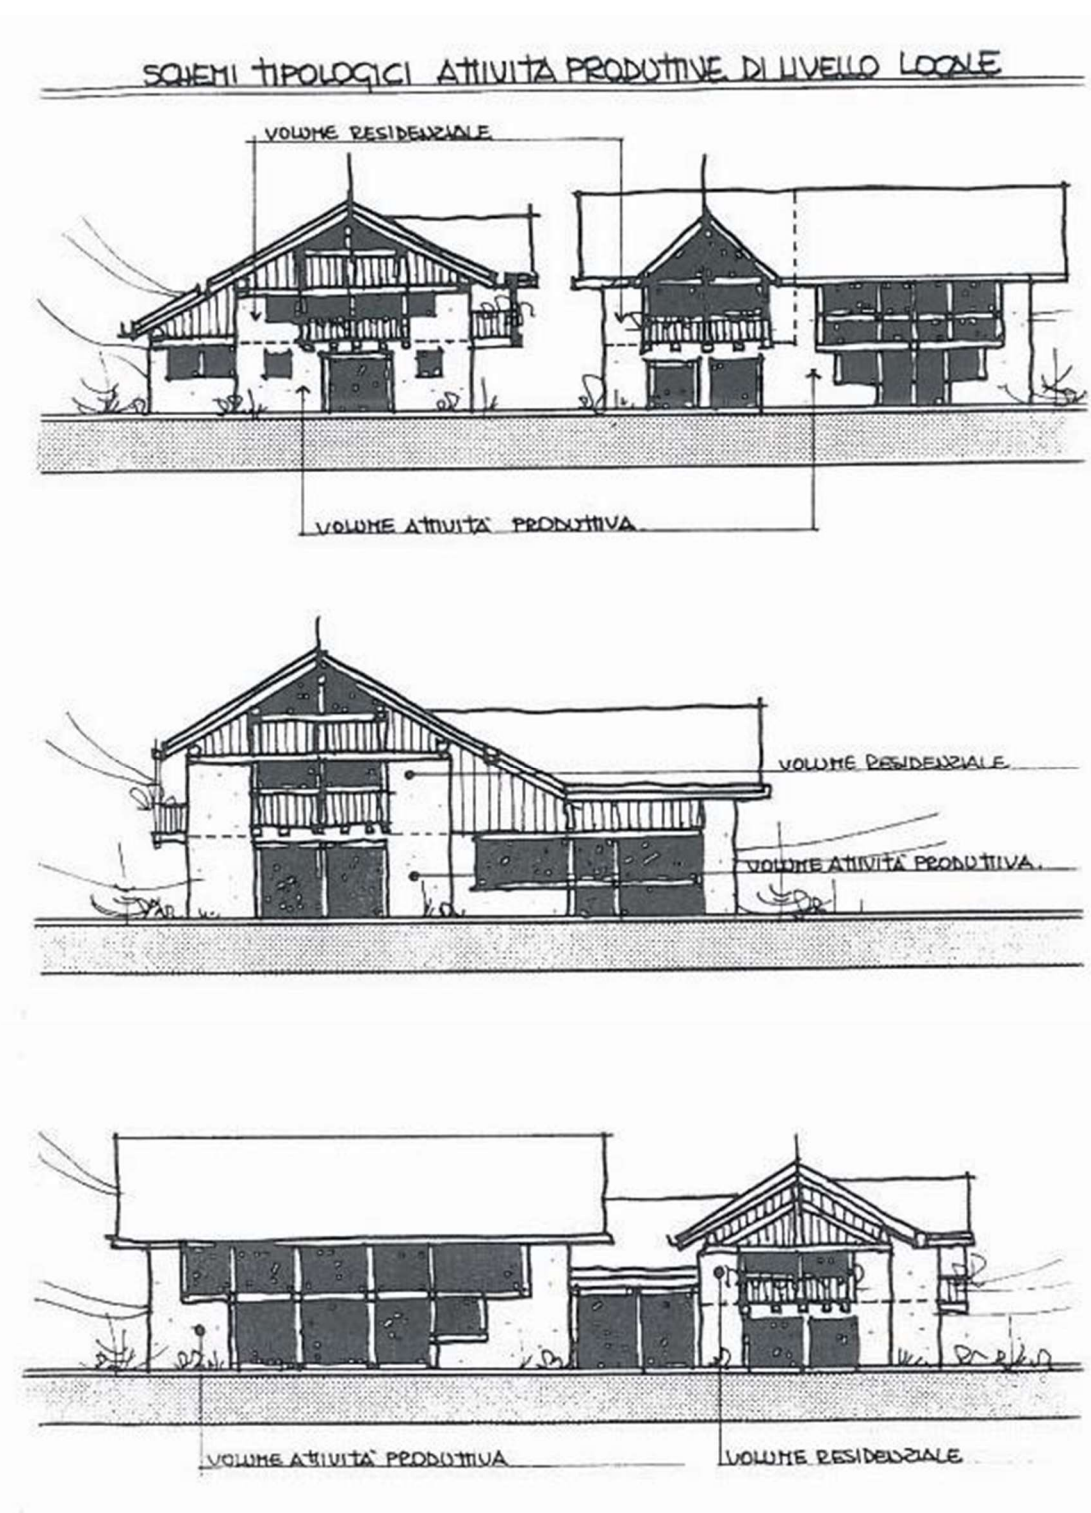 SCHEMI TIPOLOGICI ATTIVITÀ PRODUTTIVE DI LIVELLO LOCALE
VOLUME RESIDENZIALE
VOLUME ATTIVITÀ PRODUTTIVA
VOLUME RESIDENZIALE
VOLUME ATTIVITÀ PRODUTTIVA.
VOLUME ATTIVITÀ PRODUTTIVA
VOLUME RESIDENZIALE